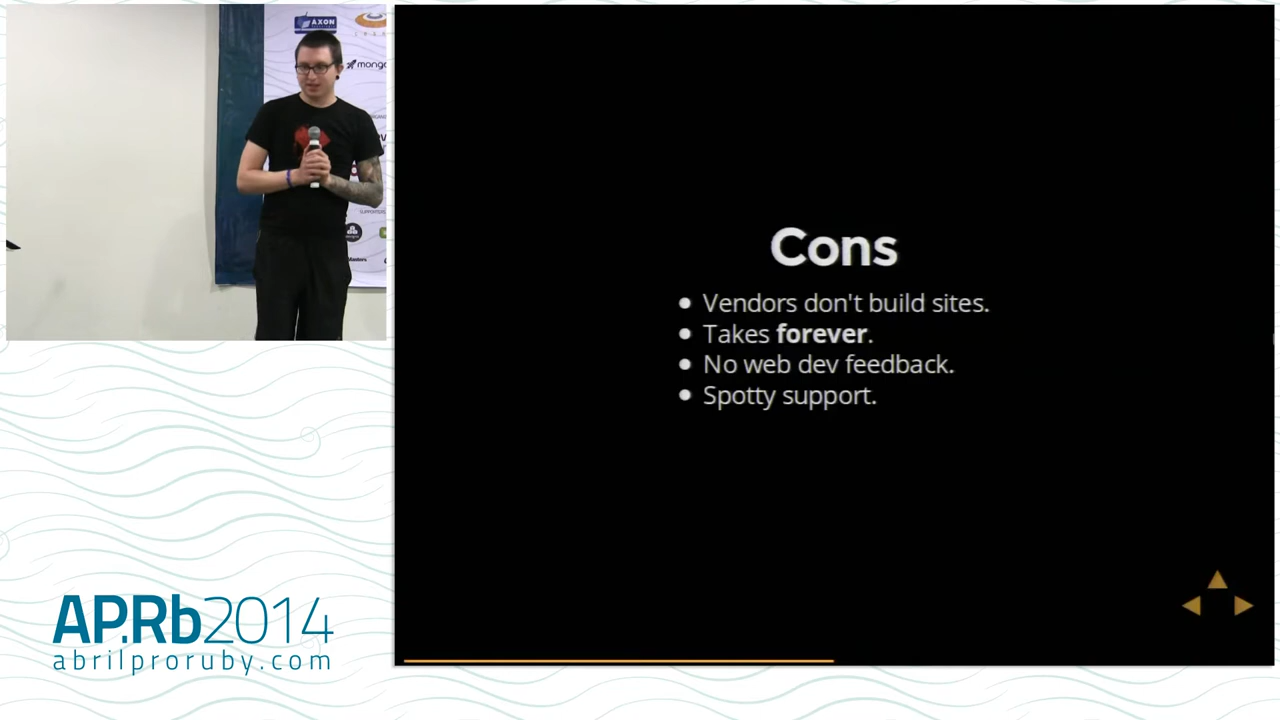 AXON
mongo
Cons
Vendors don't build sites.
Takes forever.
No web dev feedback.
Spotty support.
AP.Rb2014
abrilproruby.com